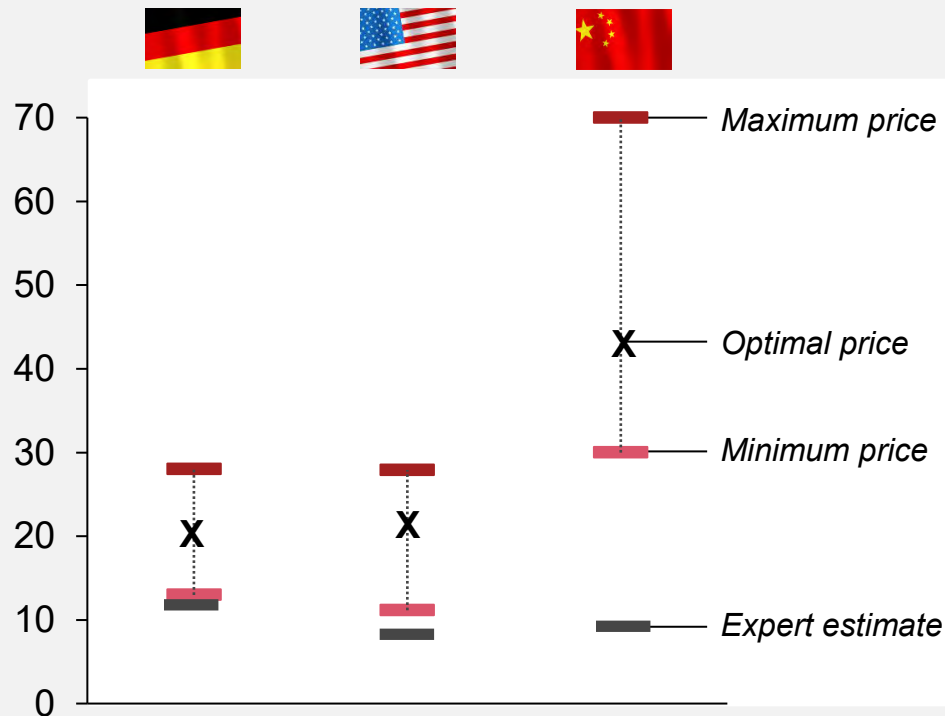 70
Maximum price
60
50
Optimal price
X
40
30
Minimum price
20
X
X
10
Expert estimate
0